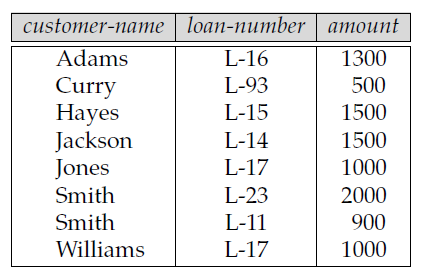 customer-name loan-number amount
Adams L-16 1300
Curry L-93 500
Hayes L-15 1500
Jackson L-14 1500
Jones L-17 1000
Smith L-23 2000
Smith L-11 900
Williams L-17 1000